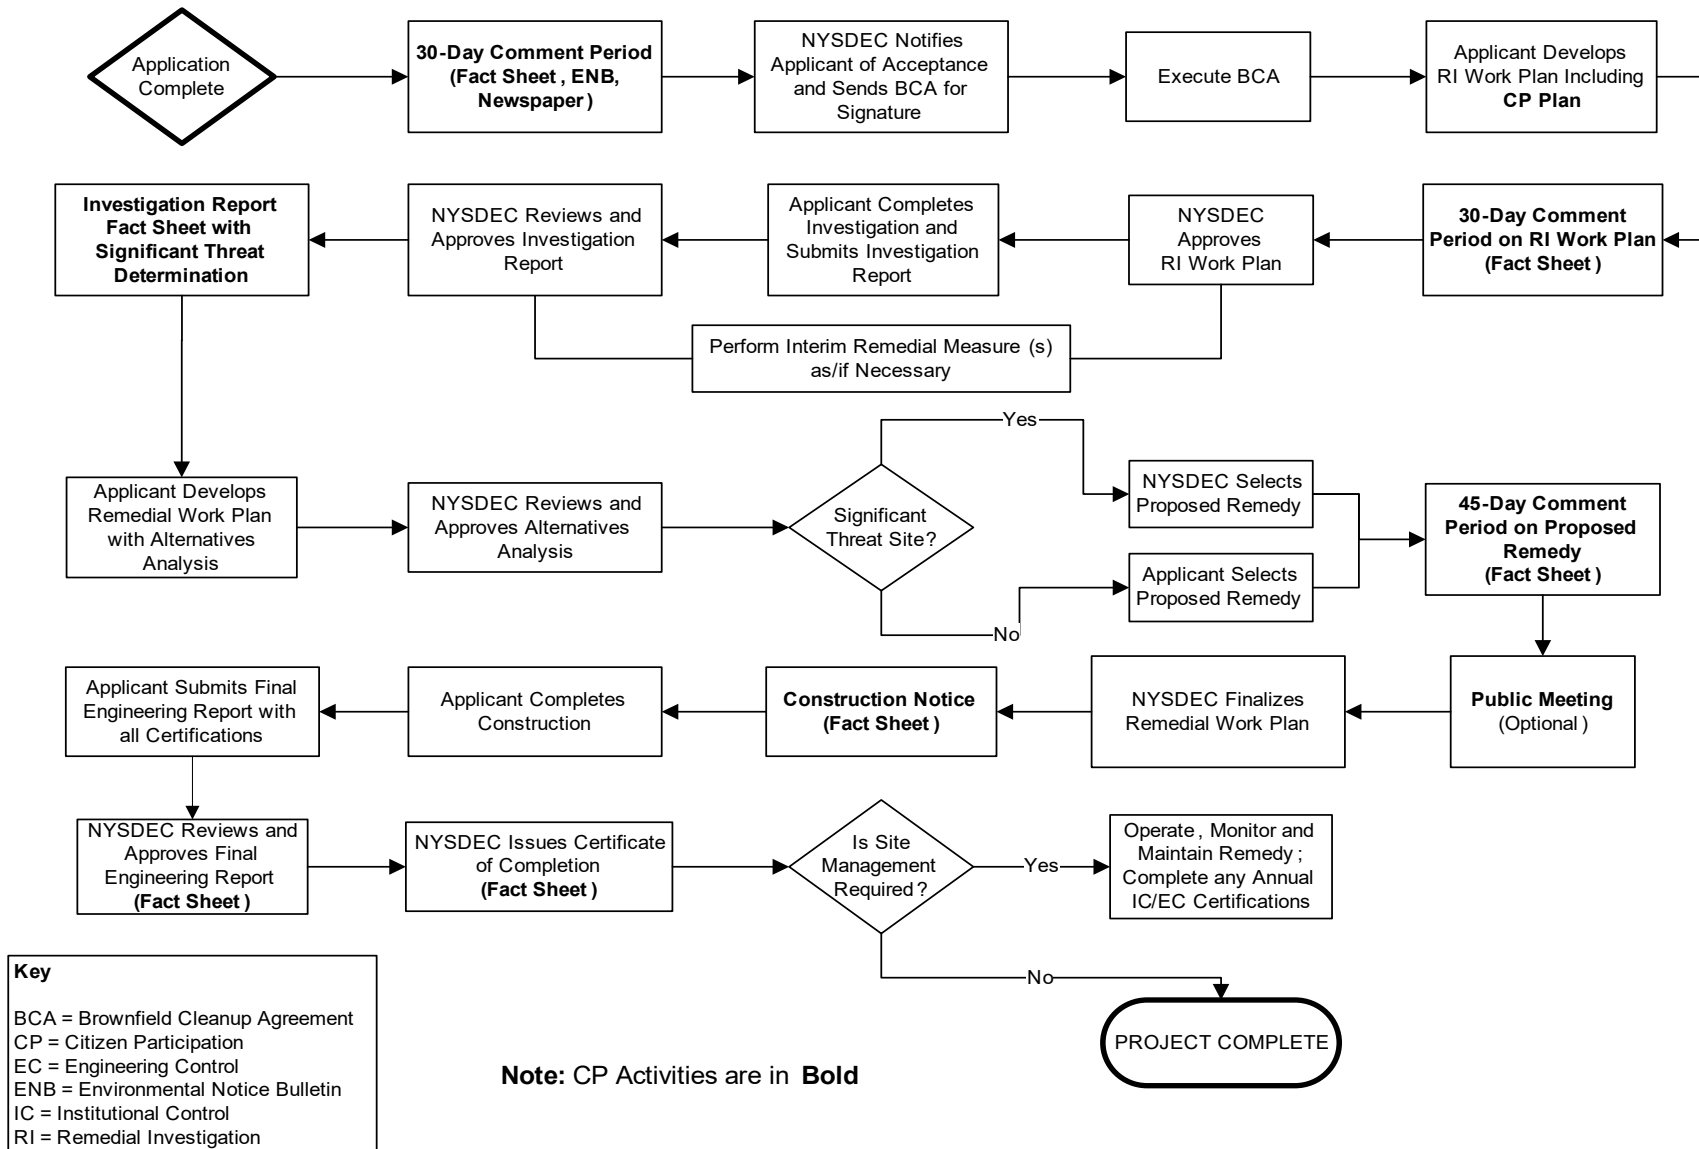 Application
Complete
30-Day Comment Period
(Fact Sheet , ENB,
Newspaper )
NYSDEC Notifies
Applicant of Acceptance
and Sends BCA for
Signature
Execute BCA
Applicant Develops
RI Work Plan Including
CP Plan
Investigation Report
Fact Sheet with
Significant Threat
Determination
NYSDEC Reviews and
Approves Investigation
Report
Applicant Completes
Investigation and
Submits Investigation
Report
NYSDEC
Approves
RI Work Plan
30-Day Comment
Period on RI Work Plan
(Fact Sheet )
Perform Interim Remedial Measure (s)
as/if Necessary
Applicant Develops
Remedial Work Plan
with Alternatives
Analysis
NYSDEC Reviews and
Approves Alternatives
Analysis
Significant
Threat Site?
Yes
No
NYSDEC Selects
Proposed Remedy
Applicant Selects
Proposed Remedy
45-Day Comment
Period on Proposed
Remedy
(Fact Sheet )
Applicant Submits Final
Engineering Report with
all Certifications
Applicant Completes
Construction
Construction Notice
(Fact Sheet )
NYSDEC Finalizes
Remedial Work Plan
Public Meeting
(Optional )
NYSDEC Reviews and
Approves Final
Engineering Report
(Fact Sheet )
NYSDEC Issues Certificate
of Completion
(Fact Sheet )
Is Site
Management
Required?
Yes
Operate , Monitor and
Maintain Remedy ;
Complete any Annual
IC/EC Certifications
No
PROJECT COMPLETE
Key
BCA = Brownfield Cleanup Agreement
CP = Citizen Participation
EC = Engineering Control
ENB = Environmental Notice Bulletin
IC = Institutional Control
RI = Remedial Investigation
Note: CP Activities are in Bold